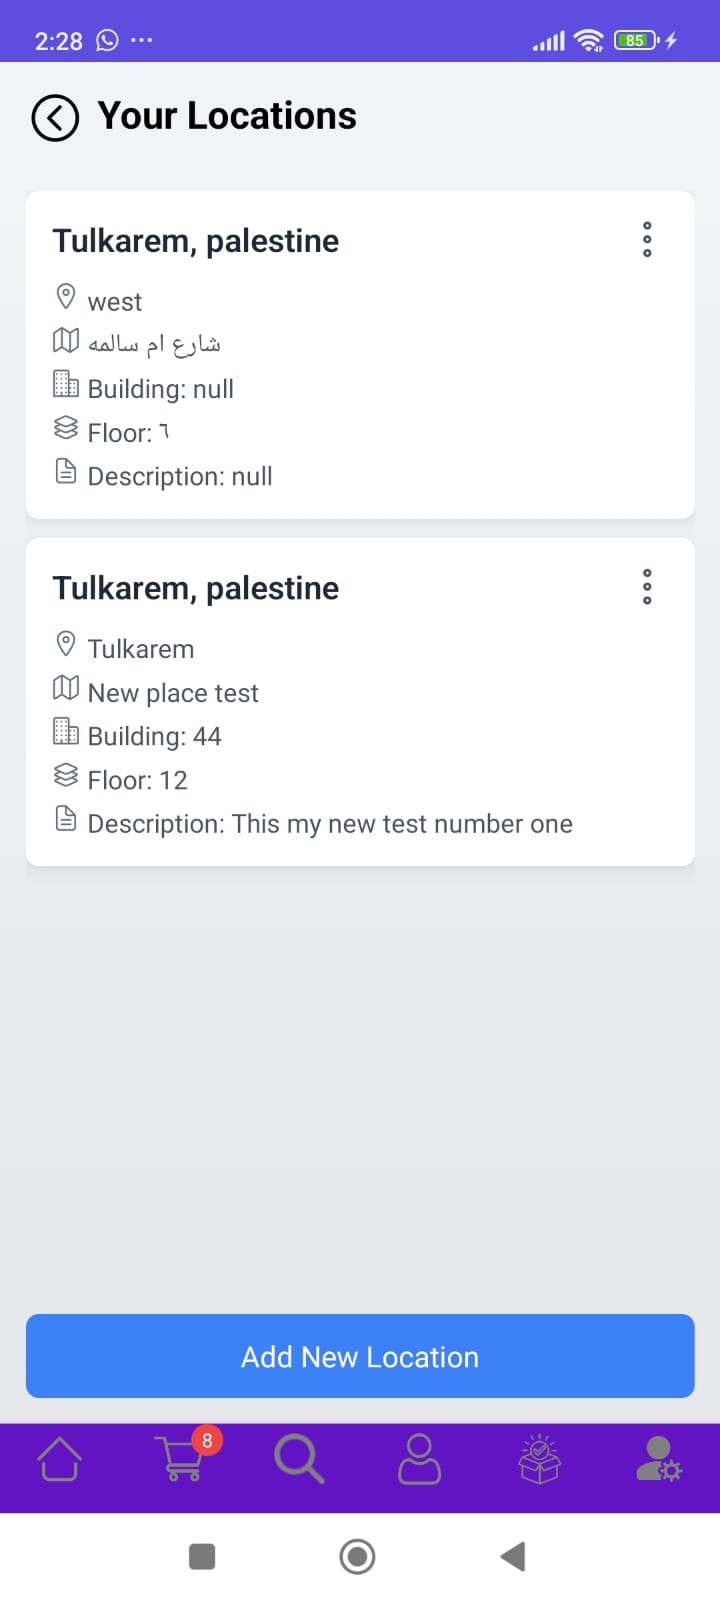 2:28
85
Your Locations
Tulkarem, palestine
west
شارع ام سالمه
Building: null
Floor: ٦
Description: null
Tulkarem, palestine
Tulkarem
New place test
Building: 44
Floor: 12
Description: This my new test number one
Add New Location
8